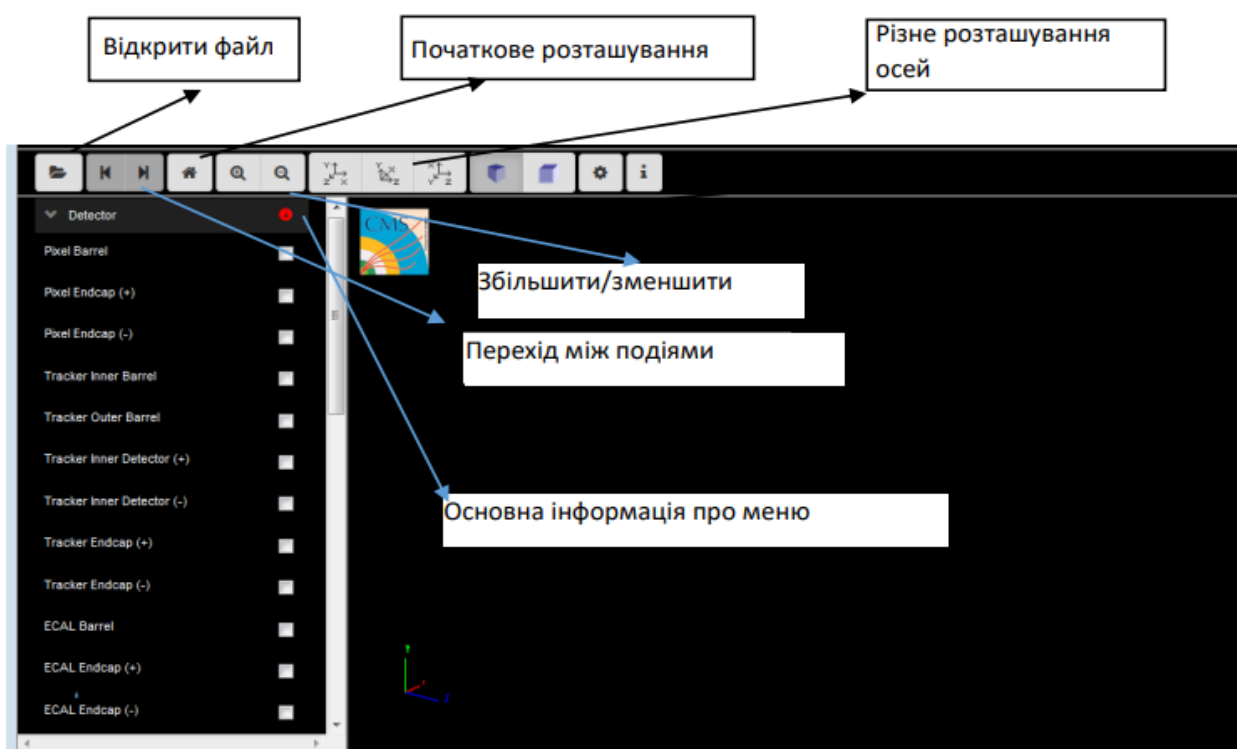 Відкрити файл
Початкове розташування
Різне розташування
осей
Detector
CMS
Pixel Barrel
Збільшити/зменшити
Pixel Endcap (+)
Pixel Endcap (-)
Перехід між подіями
Tracker Inner Barrel
Tracker Outer Barrel
Tracker Inner Detector (+)
Tracker Inner Detector (-)
Основна інформація про меню
Tracker Endcap (+)
Tracker Endcap (-)
ECAL Barrel
ECAL Endcap (+)
ECAL Endcap (-)